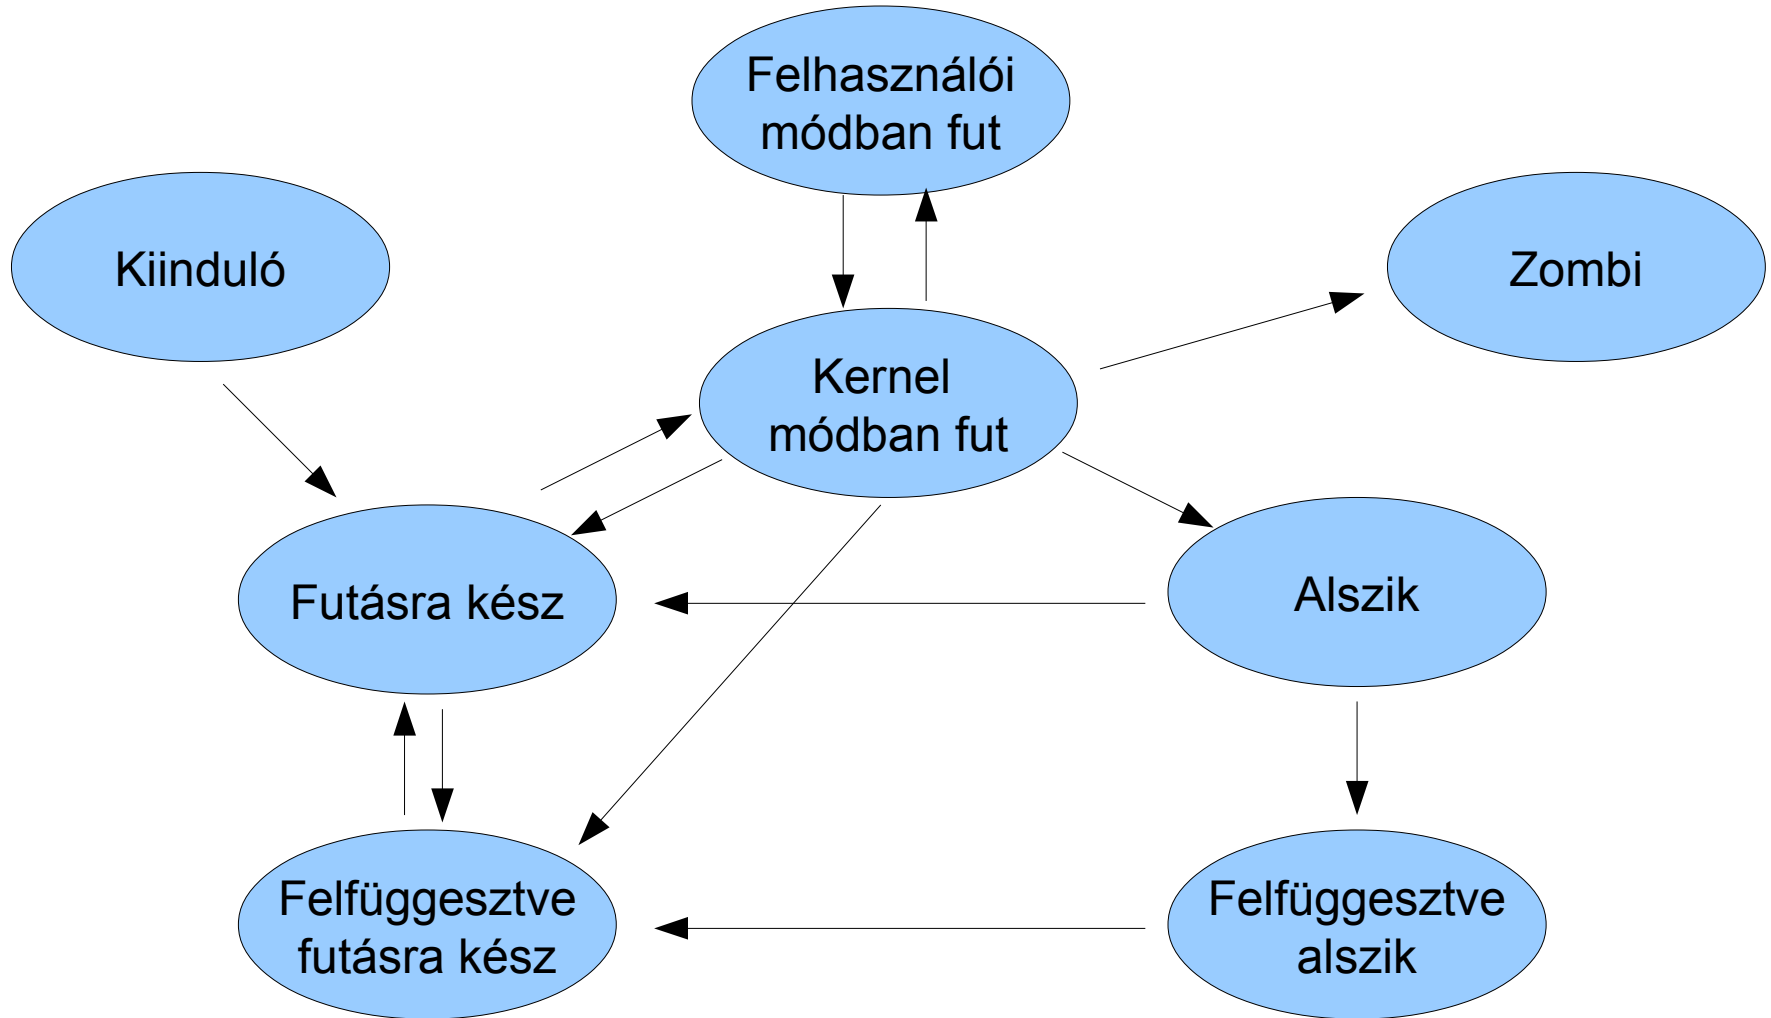 Felhasználói
módban fut
Kiinduló
Zombi
Kernel
módban fut
Futásra kész
Alszik
Felfüggesztve
futásra kész
Felfüggesztve
alszik